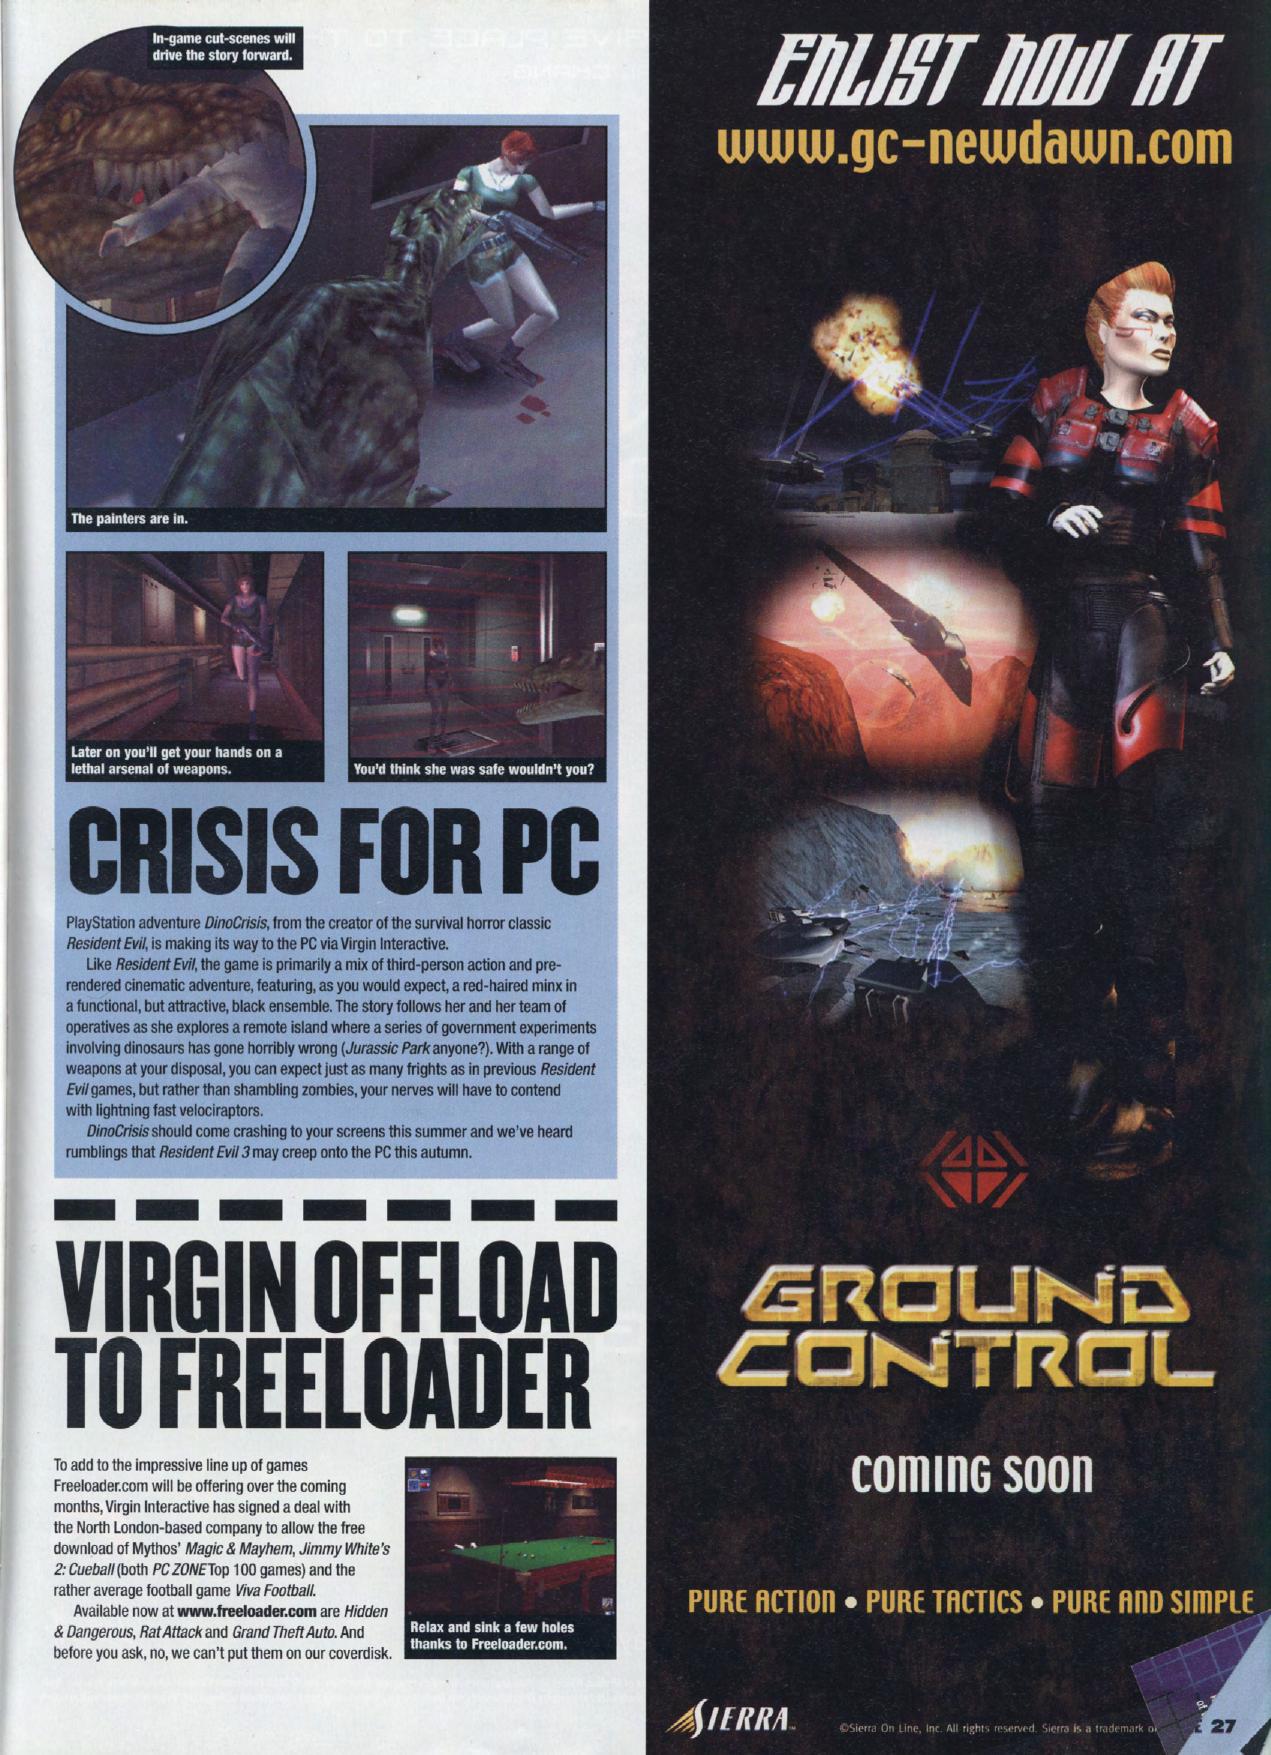 In-game cut-scenes will
drive the story forward.
The painters are in.
Later on you'll get your hands on a
lethal arsenal of weapons.
You'd think she was safe wouldn't you?
CRISIS FOR PC
PlayStation adventure DinoCrisis, from the creator of the survival horror classic
Resident Evil, is making its way to the PC via Virgin Interactive.
Like Resident Evil, the game is primarily a mix of third-person action and pre-
rendered cinematic adventure, featuring, as you would expect, a red-haired minx in
a functional, but attractive, black ensemble. The story follows her and her team of
operatives as she explores a remote island where a series of government experiments
involving dinosaurs has gone horribly wrong (Jurassic Park anyone?). With a range of
weapons at your disposal, you can expect just as many frights as in previous Resident
Evil games, but rather than shambling zombies, your nerves will have to contend
with lightning fast velociraptors.
DinoCrisis should come crashing to your screens this summer and we've heard
rumblings that Resident Evil 3 may creep onto the PC this autumn.
VIRGIN OFFLOAD
TO FREELOADER
To add to the impressive line up of games
Freeloader.com will be offering over the coming
months, Virgin Interactive has signed a deal with
the North London-based company to allow the free
download of Mythos' Magic & Mayhem, Jimmy White's
2: Cueball (both PC ZONE Top 100 games) and the
rather average football game Viva Football.
Available now at www.freeloader.com are Hidden
& Dangerous, Rat Attack and Grand Theft Auto. And
before you ask, no, we can't put them on our coverdisk.
Relax and sink a few holes
thanks to Freeloader.com.
ENLIST NOW AT
www.gc-newdawn.com
GROUND
CONTROL
COMING SOON
PURE ACTION • PURE TACTICS • PURE AND SIMPLE
SIERRA™
©Sierra On Line, Inc. All rights reserved. Sierra is a trademark
27